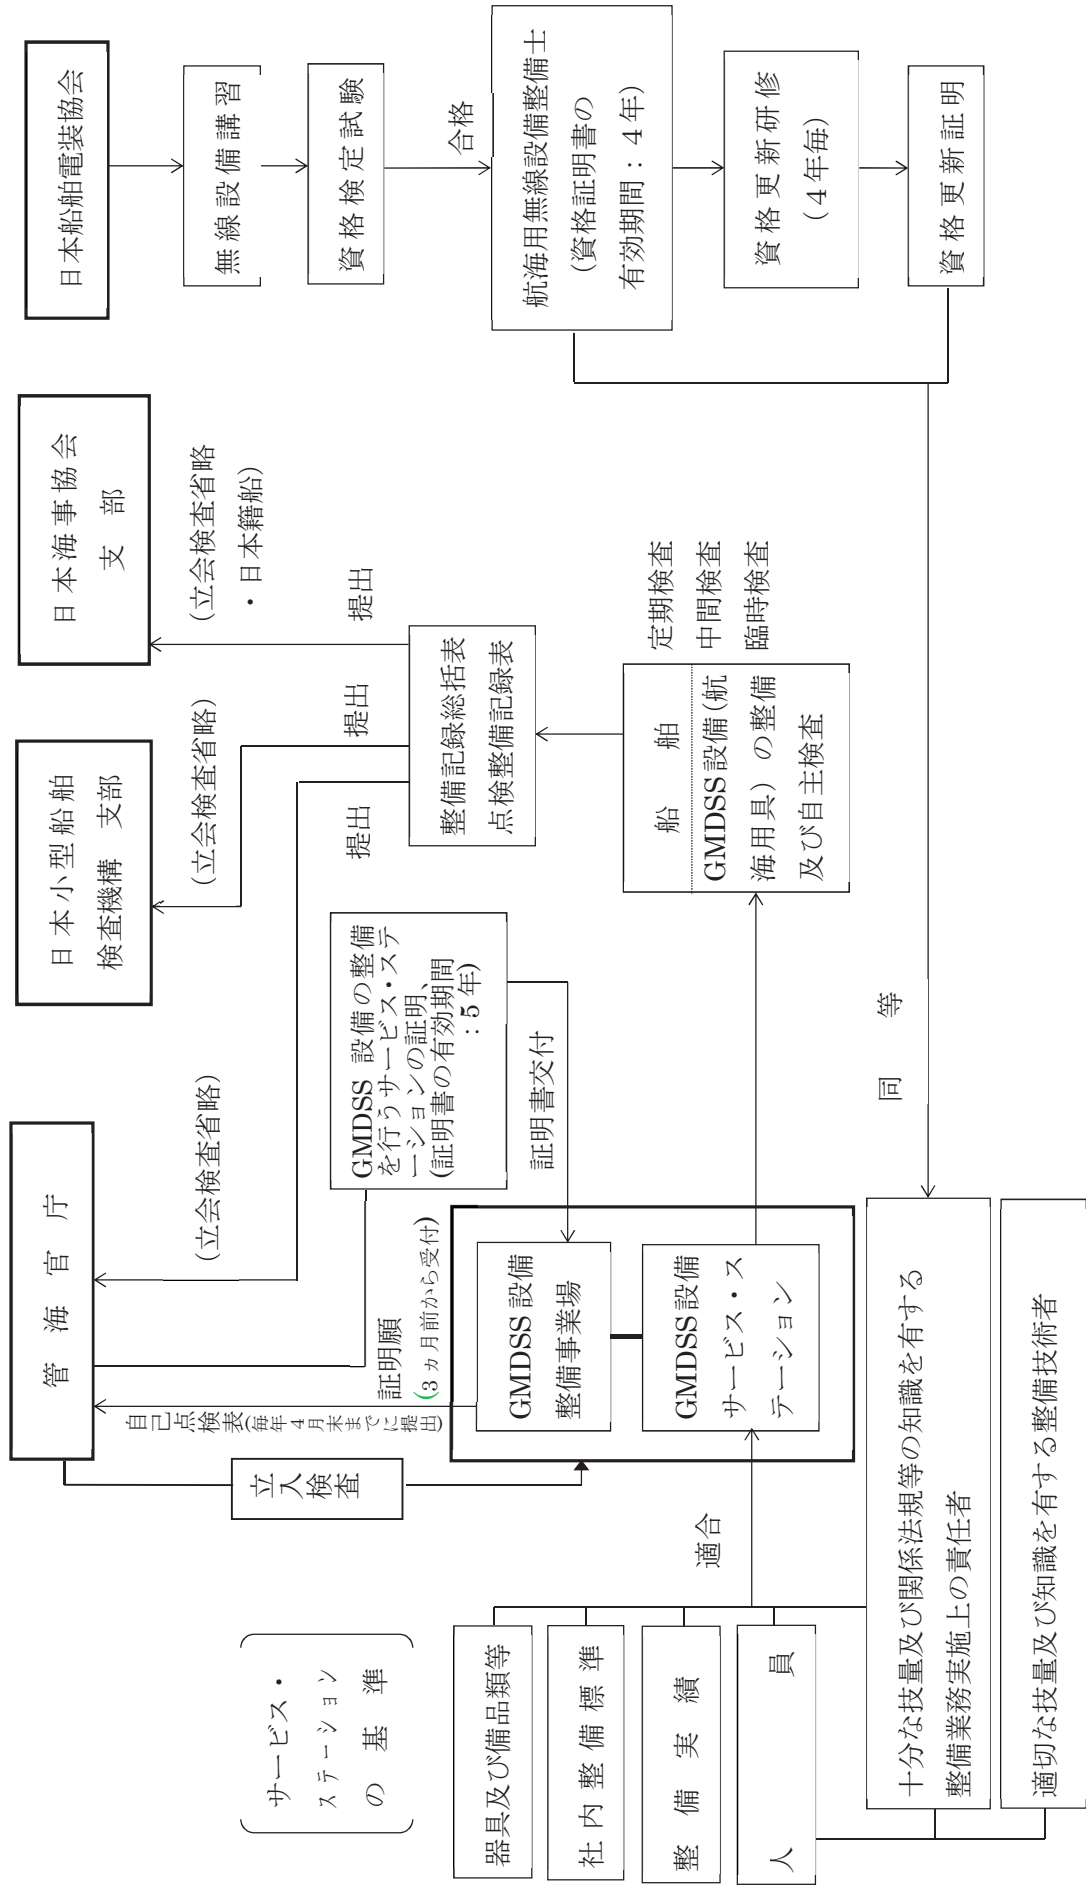 管海官庁
日本小型船舶
検査機構 支部
日本海事協会
支部
日本船舶電装協会
(立会検査省略)
(立会検査省略)
(立会検査省略
・日本籍船)
提出
提出
提出
無線設備講習
資格検定試験
合格
航海用無線設備整備士
(資格証明書の
有効期間：4年)
資格更新研修
(4年毎)
資格更新証明
自己点検表(毎年4月末までに提出)
証明願
(3ヵ月前から受付)
立入検査
GMDSS 設備の整備
を行うサービス・ステ
ーションの証明、
(証明書の有効期間
：5年)
証明書交付
整備記録総括表
点検整備記録表
サービス・
ステーション
の基準
GMDSS設備
整備事業場
GMDSS設備
サービス・ス
テーション
船舶
GMDSS設備(航
海用具）の整備
及び自主検査
定期検査
中間検査
臨時検査
適合
器具及び備品類等
社内整備標準
整備実績
人員
同等
十分な技量及び関係法規等の知識を有する
整備業務実施上の責任者
適切な技量及び知識を有する整備技術者